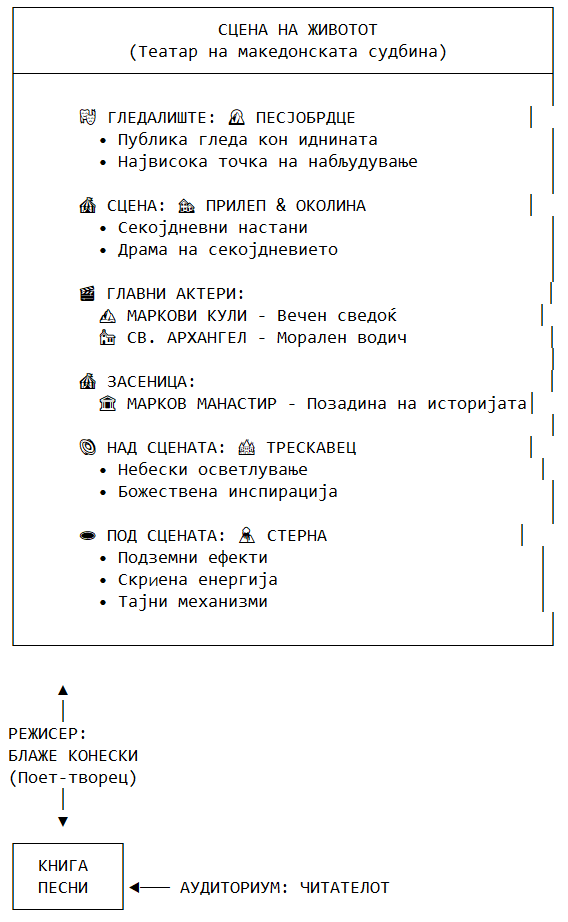 СЦЕНА НА ЖИВОТОТ
(Театар на македонската судбина)
ГЛЕДАЛИШТЕ: ПЕСЈОБРДЦЕ
• Публика гледа кон иднината
• Највисока точка на набљудување
СЦЕНА: ПРИЛЕП & ОКОЛИНА
• Секојдневни настани
• Драма на секојдневието
ГЛАВНИ АКТЕРИ:
МАРКОВИ КУЛИ - Вечен сведоќ
СВ. АРХАНГЕЛ - Морален водич
ЗАСЕНИЦА:
МАРКОВ МАНАСТИР - Позадина на историјата
НАД СЦЕНАТА: ТРЕСКАВЕЦ
• Небески осветлување
• Божествена инспирација
ПОД СЦЕНАТА: СТЕРНА
• Подземни ефекти
• Скриена енергија
• Тајни механизми
РЕЖИСЕР:
БЛАЖЕ КОНЕСКИ
(Поет-творец)
КНИГА
ПЕСНИ
АУДИТОРИУМ: ЧИТАТЕЛОТ